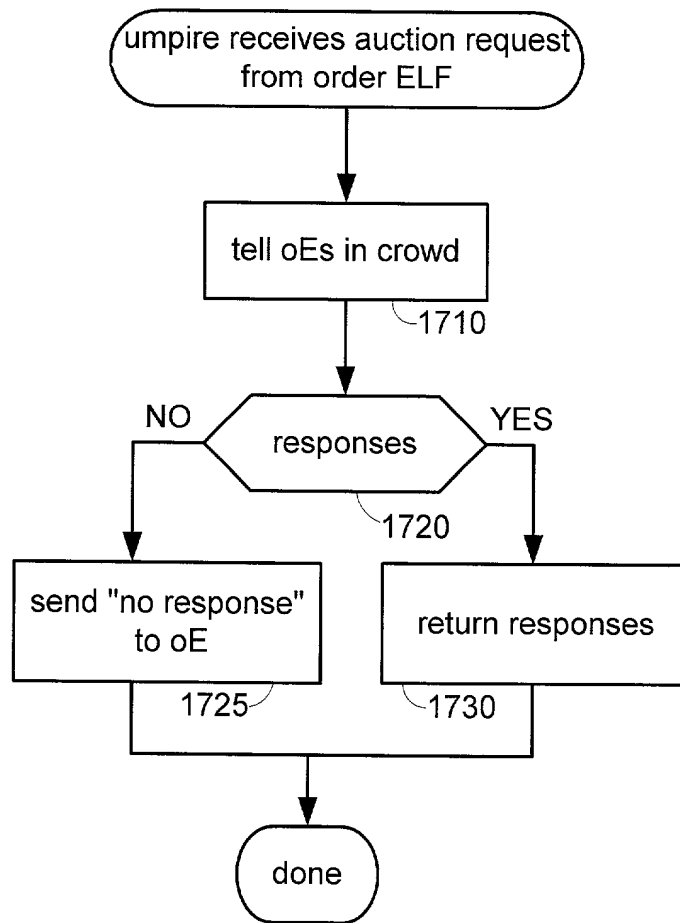 umpire receives auction request
from order ELF
tell oEs in crowd
1710
NO
YES
responses
1720
send "no response"
to oE
return responses
1725
1730
done